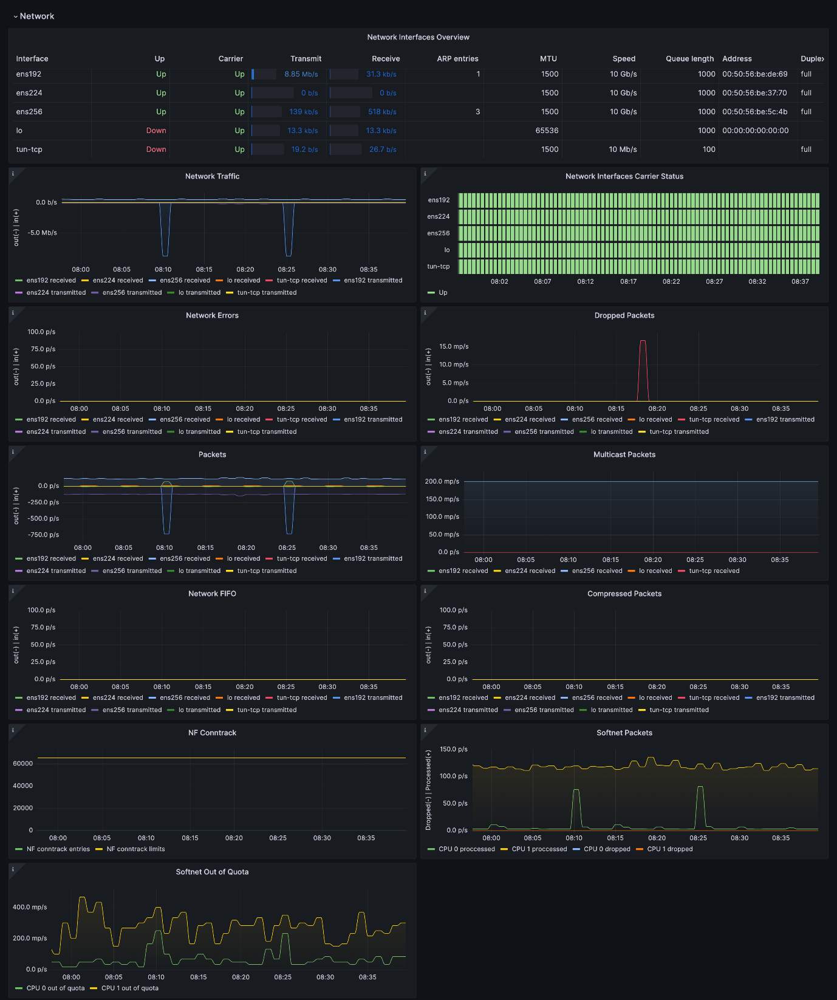 Network
Network Interfaces Overview
Interface Up Carrier Transmit Receive ARP entries MTU Speed Queue length Address Duplex
ens192 Up Up 8.85 Mb/s 31.3 kb/s 1 1500 10 Gb/s 1000 00:50:56:be:de:69 full
ens224 Up Up 0 b/s 0 b/s 1500 10 Gb/s 1000 00:50:56:be:37:70 full
ens256 Up Up 139 kb/s 518 kb/s 3 1500 10 Gb/s 1000 00:50:56:be:5c:4b full
lo Down Up 13.3 kb/s 13.3 kb/s 65536 1000 00:00:00:00:00:00
tun-tcp Down Up 19.2 b/s 26.7 b/s 1500 10 Mb/s 100 full
Network Traffic
out(-) | in(+)
0.0 b/s
-5.0 Mb/s
08:00 08:05 08:10 08:15 08:20 08:25 08:30 08:35
ens192 received ens224 received ens256 received lo received tun-tcp received ens192 transmitted
ens224 transmitted ens256 transmitted lo transmitted tun-tcp transmitted
Network Interfaces Carrier Status
ens192
ens224
ens256
lo
tun-tcp
08:02 08:07 08:12 08:17 08:22 08:27 08:32 08:37
Up
Network Errors
out(-) | in(+)
100.0 p/s
75.0 p/s
50.0 p/s
25.0 p/s
0.0 p/s
08:00 08:05 08:10 08:15 08:20 08:25 08:30 08:35
ens192 received ens224 received ens256 received lo received tun-tcp received ens192 transmitted
ens224 transmitted ens256 transmitted lo transmitted tun-tcp transmitted
Dropped Packets
out(-) | in(+)
15.0 mp/s
10.0 mp/s
5.0 mp/s
0.0 p/s
08:00 08:05 08:10 08:15 08:20 08:25 08:30 08:35
ens192 received ens224 received ens256 received lo received tun-tcp received ens192 transmitted
ens224 transmitted ens256 transmitted lo transmitted tun-tcp transmitted
Packets
out(-) | in(+)
0.0 p/s
-250.0 p/s
-500.0 p/s
-750.0 p/s
08:00 08:05 08:10 08:15 08:20 08:25 08:30 08:35
ens192 received ens224 received ens256 received lo received tun-tcp received ens192 transmitted
ens224 transmitted ens256 transmitted lo transmitted tun-tcp transmitted
Multicast Packets
200.0 mp/s
150.0 mp/s
100.0 mp/s
50.0 mp/s
0.0 p/s
08:00 08:05 08:10 08:15 08:20 08:25 08:30 08:35
ens192 received ens224 received ens256 received lo received tun-tcp received
Network FIFO
out(-) | in(+)
100.0 p/s
75.0 p/s
50.0 p/s
25.0 p/s
0.0 p/s
08:00 08:05 08:10 08:15 08:20 08:25 08:30 08:35
ens192 received ens224 received ens256 received lo received tun-tcp received ens192 transmitted
ens224 transmitted ens256 transmitted lo transmitted tun-tcp transmitted
Compressed Packets
out(-) | in(+)
100.0 p/s
75.0 p/s
50.0 p/s
25.0 p/s
0.0 p/s
08:00 08:05 08:10 08:15 08:20 08:25 08:30 08:35
ens192 received ens224 received ens256 received lo received tun-tcp received ens192 transmitted
ens224 transmitted ens256 transmitted lo transmitted tun-tcp transmitted
NF Conntrack
60000
40000
20000
0
08:00 08:05 08:10 08:15 08:20 08:25 08:30 08:35
NF conntrack entries NF conntrack limits
Softnet Packets
Dropped(-) | Processed(+)
150.0 p/s
100.0 p/s
50.0 p/s
0.0 p/s
08:00 08:05 08:10 08:15 08:20 08:25 08:30 08:35
CPU 0 proccessed CPU 1 proccessed CPU 0 dropped CPU 1 dropped
Softnet Out of Quota
400.0 mp/s
200.0 mp/s
0.0 p/s
08:00 08:05 08:10 08:15 08:20 08:25 08:30 08:35
CPU 0 out of quota CPU 1 out of quota